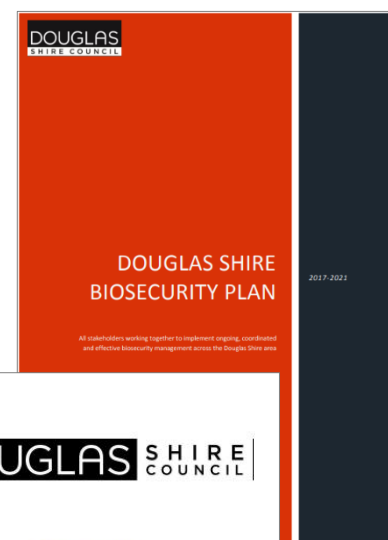 DOUGLAS
SHIRE COUNCIL
DOUGLAS SHIRE
BIOSECURITY PLAN
2017-2021
All stakeholders working together to implement ongoing, coordinated
and effective biosecurity management across the Douglas Shire area
UGLAS SHIRE
COUNCIL